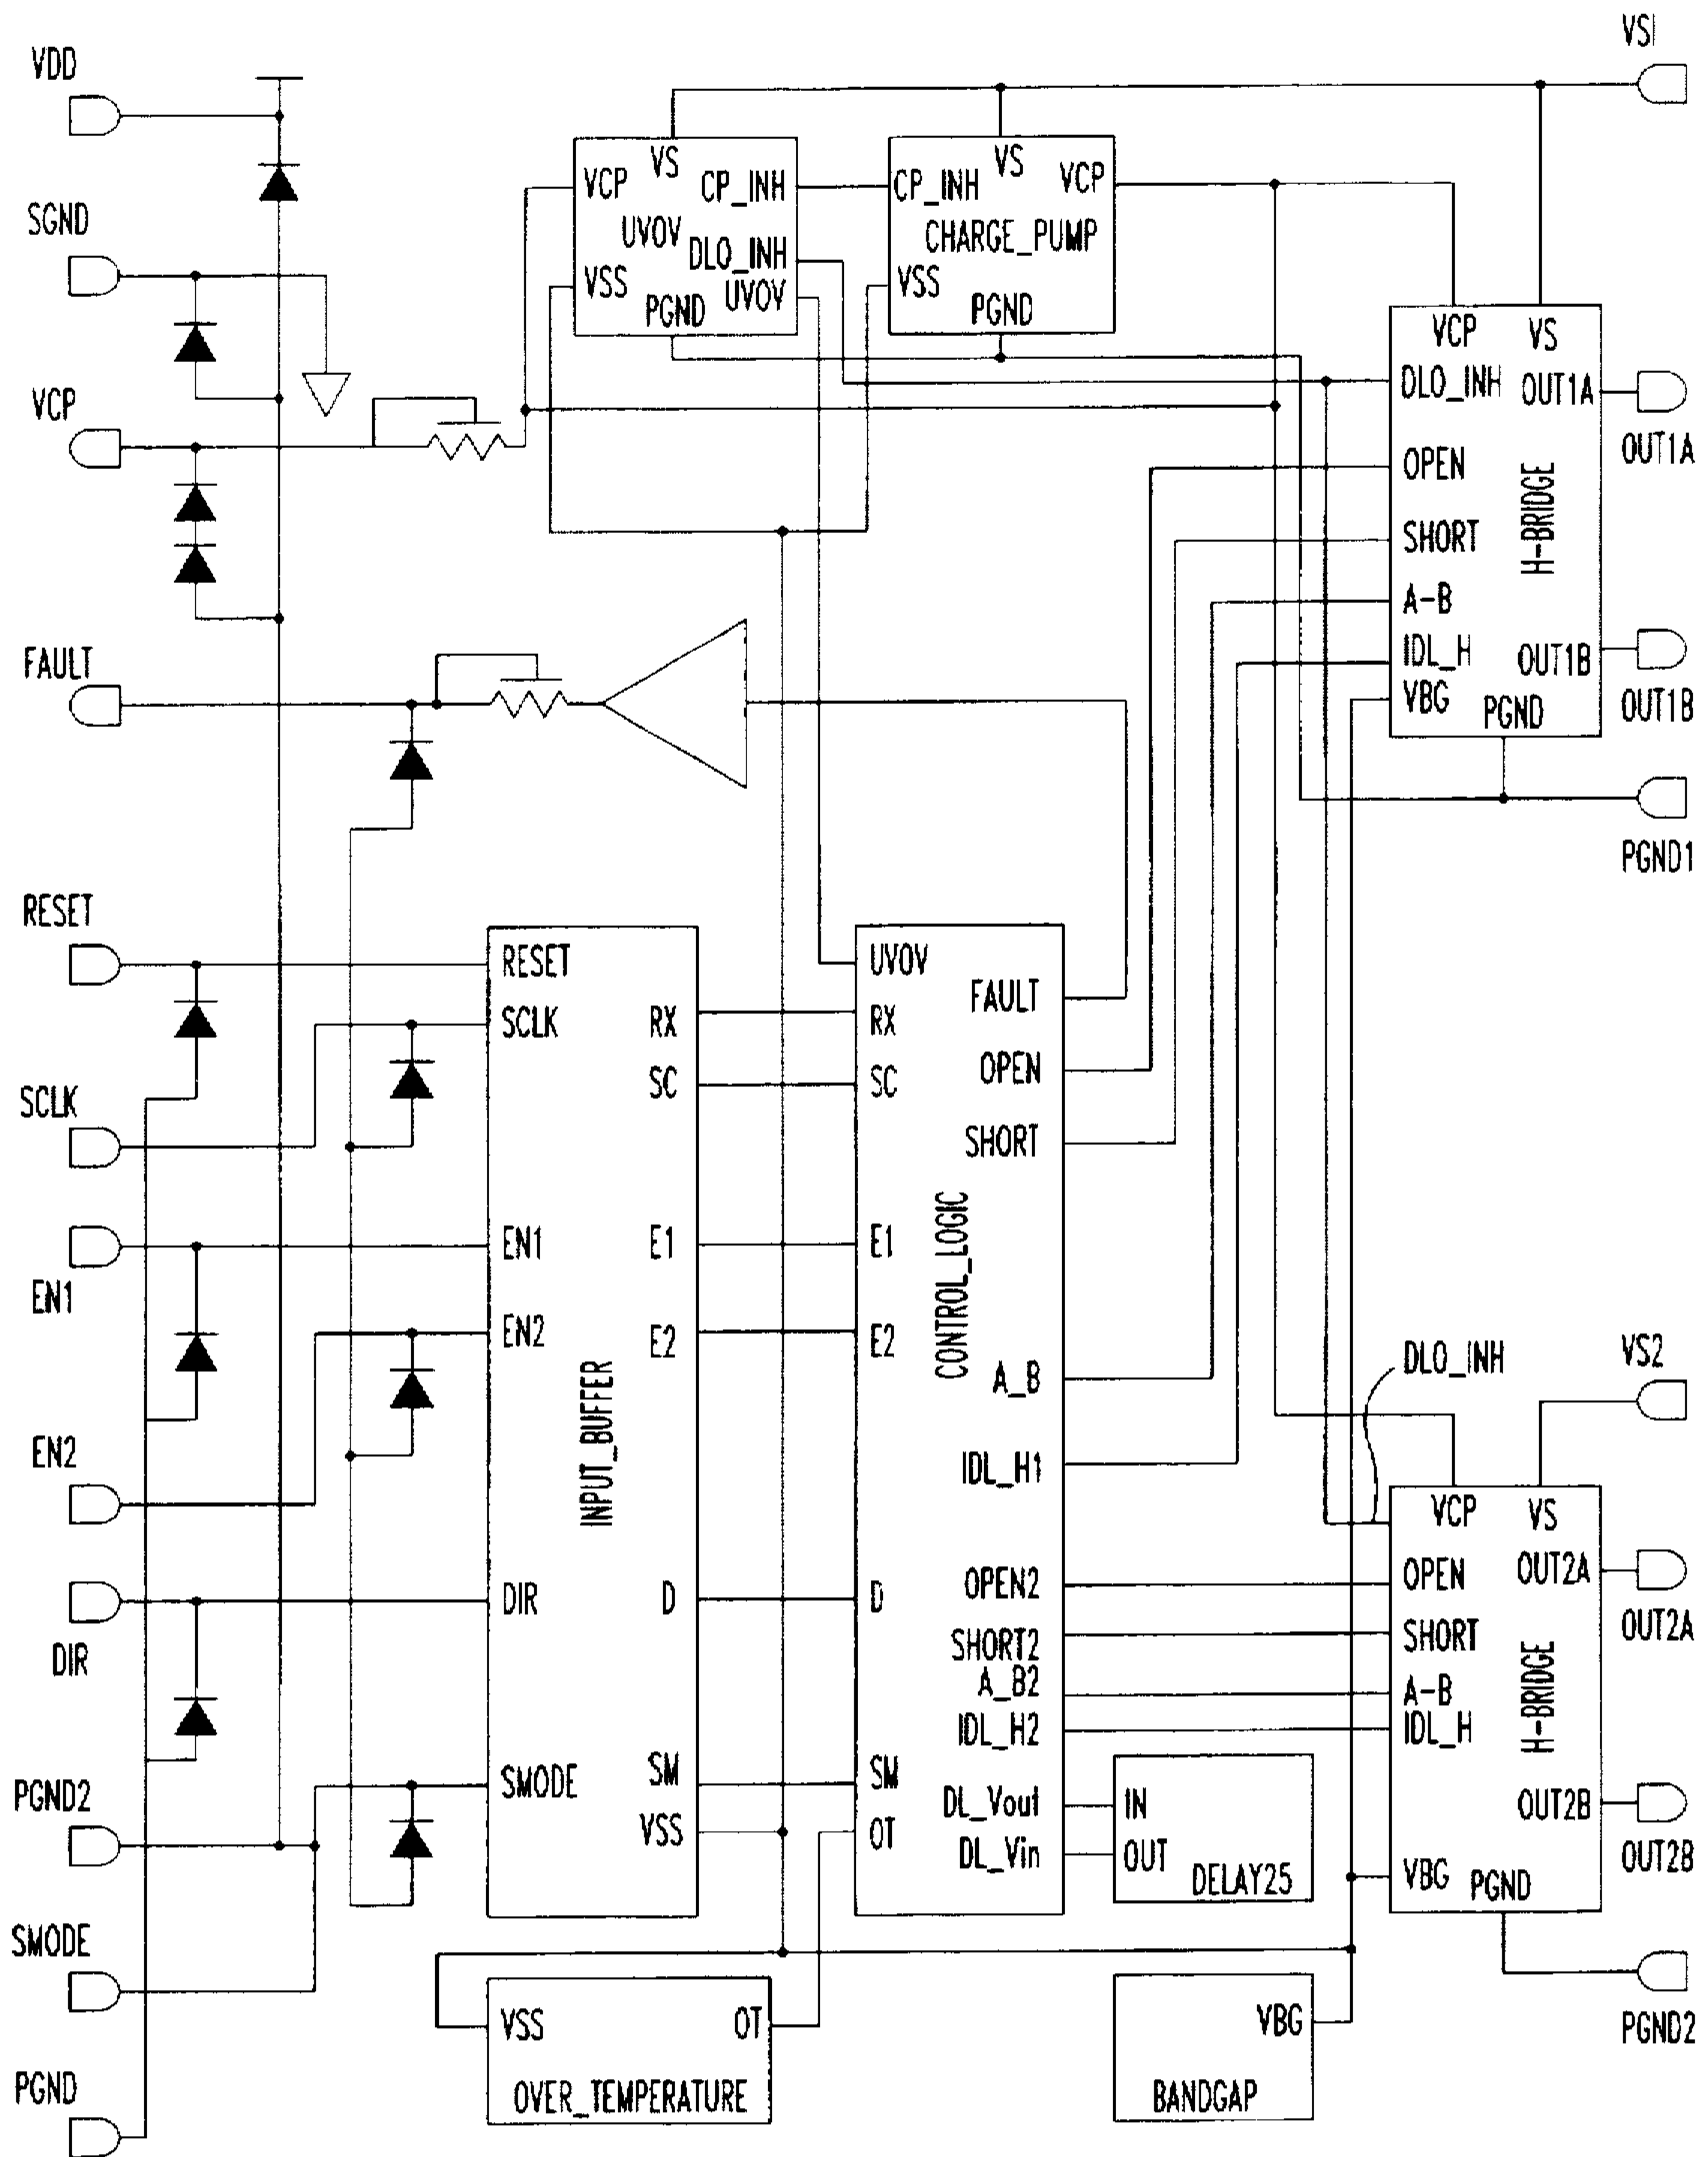 VDD
SGND
VCP
FAULT
RESET
SCLK
EN1
EN2
DIR
PGND2
SMODE
PGND
VS
VCP
CP_INH
UVOV
DLO_INH
VSS
UVOV
PGND
VS
CP_INH
VCP
CHARGE_PUMP
VSS
PGND
VS1
VCP
VS
DLO_INH
OUT1A
OPEN
SHORT
H-BRIDGE
A-B
IDL_H
OUT1B
VBG
PGND
OUT1A
OUT1B
PGND1
RESET
SCLK
RX
SC
EN1
E1
EN2
E2
INPUT_BUFFER
DIR
D
SMODE
SM
VSS
UVOV
FAULT
RX
OPEN
SC
SHORT
CONTROL_LOGIC
E1
E2
A_B
IDL_H1
OPEN2
D
SHORT2
A_B2
IDL_H2
SM
DL_Vout
OT
DL_Vin
IN
OUT
DELAY25
DLO_INH
VS2
VCP
VS
OPEN
OUT2A
SHORT
H-BRIDGE
A-B
IDL_H
OUT2B
VBG
PGND
OUT2A
OUT2B
PGND2
VSS
OT
OVER_TEMPERATURE
VBG
BANDGAP